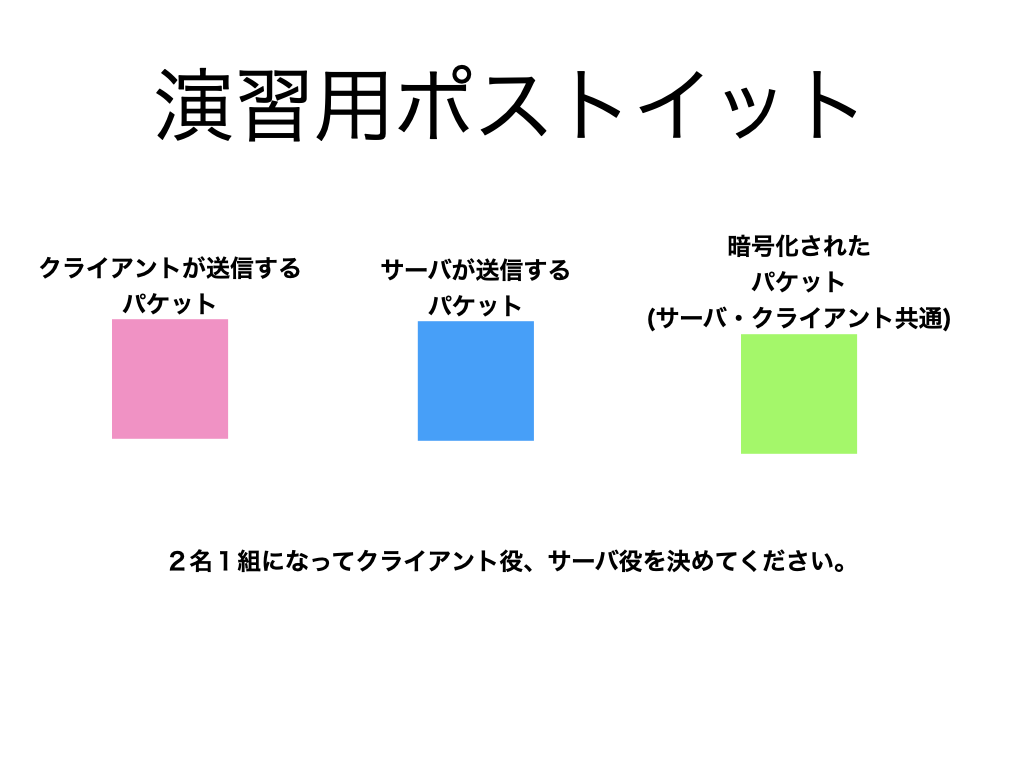 演習用ポストイット
クライアントが送信する
パケット
サーバが送信する
パケット
暗号化された
パケット
(サーバ・クライアント共通)
２名１組になってクライアント役、サーバ役を決めてください。